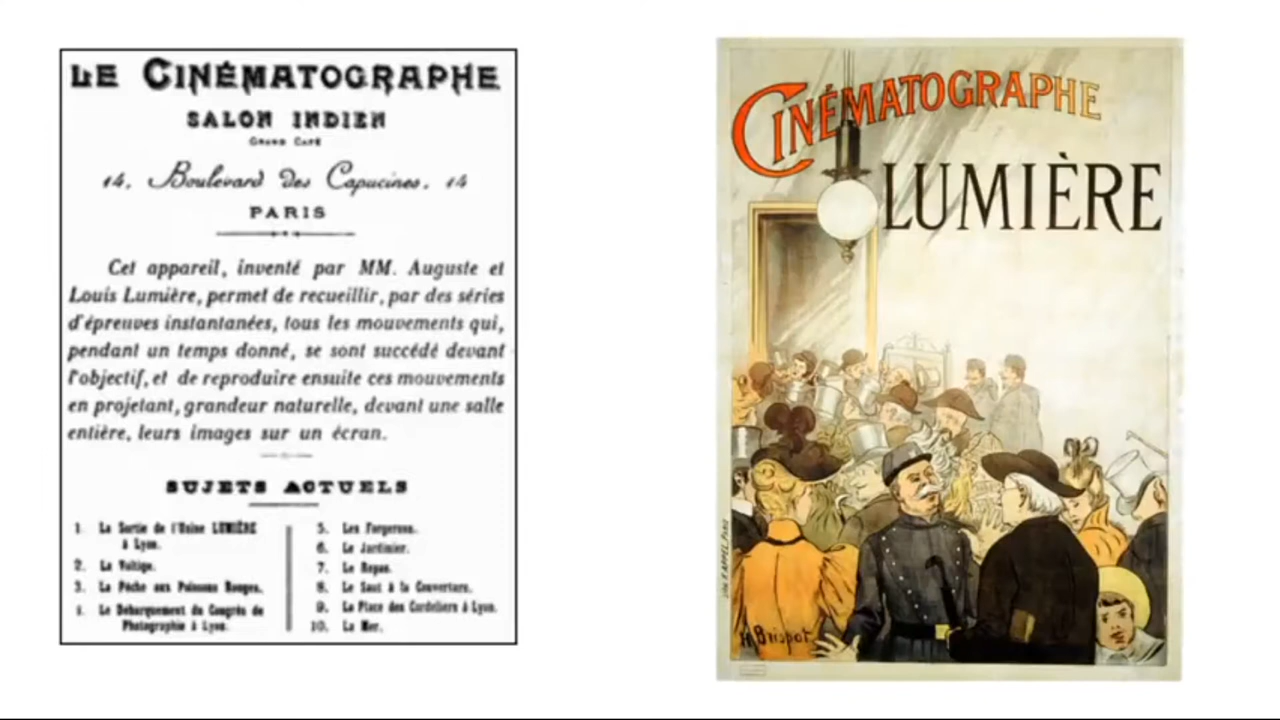 LE CINÉMATOGRAPHE
SALON INDIEN
GRAND CAFÉ
14, Boulevard des Capucines, 14
PARIS
Cet appareil, inventé par MM. Auguste et
Louis Lumière, permet de recueillir, par des séries
d'épreuves instantanées, tous les mouvements qui,
pendant un temps donné, se sont succédé devant
l'objectif, et de reproduire ensuite ces mouvements
en projetant, grandeur naturelle, devant une salle
entière, leurs images sur un écran.
SUJETS ACTUELS
1. La Sortie de l'Usine LUMIÈRE
à Lyon.
2. La Voltige.
3. La Pêche aux Poissons Rouges.
4. Le Débarquement du Congrès de
Photographie à Lyon.
5. Les Forgerons.
6. Le Jardinier.
7. Le Repas.
8. Le Saut à la Couverture.
9. La Place des Cordeliers à Lyon.
10. La Mer.
CINÉMATOGRAPHE
LUMIÈRE
H. Brispot